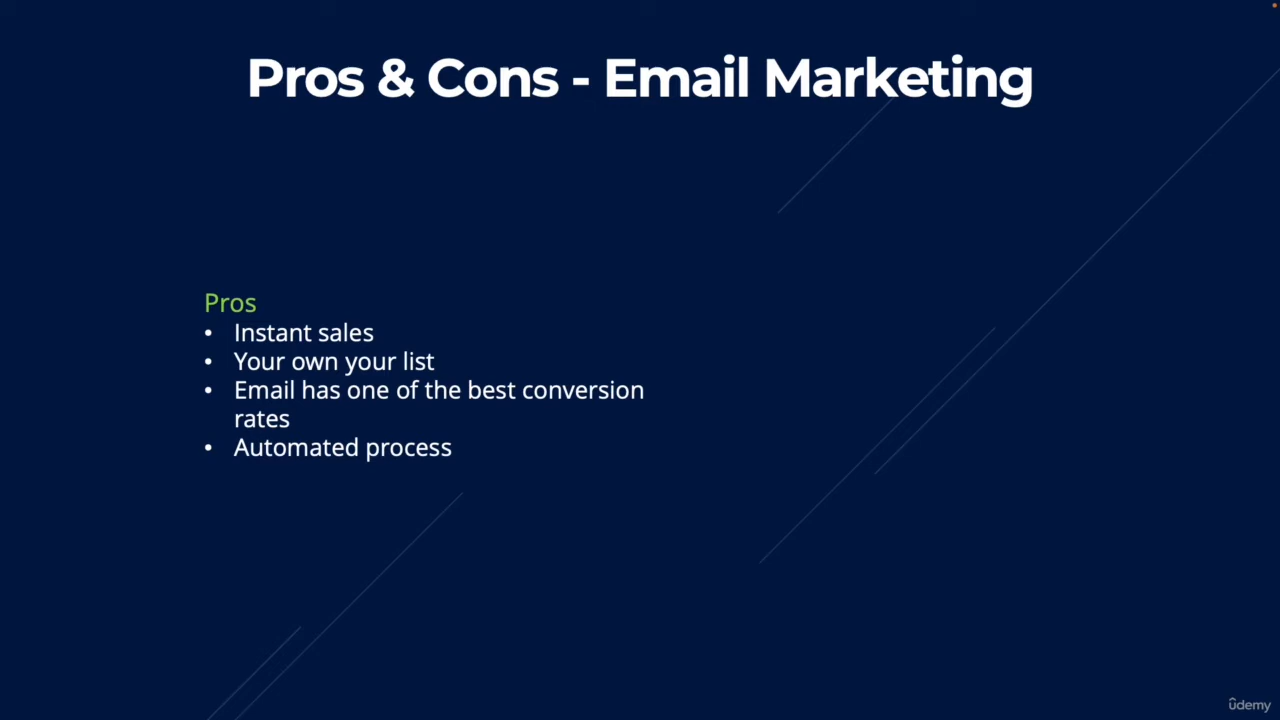 Pros & Cons - Email Marketing
Pros
• Instant sales
• Your own your list
• Email has one of the best conversion
rates
• Automated process
ûdemy